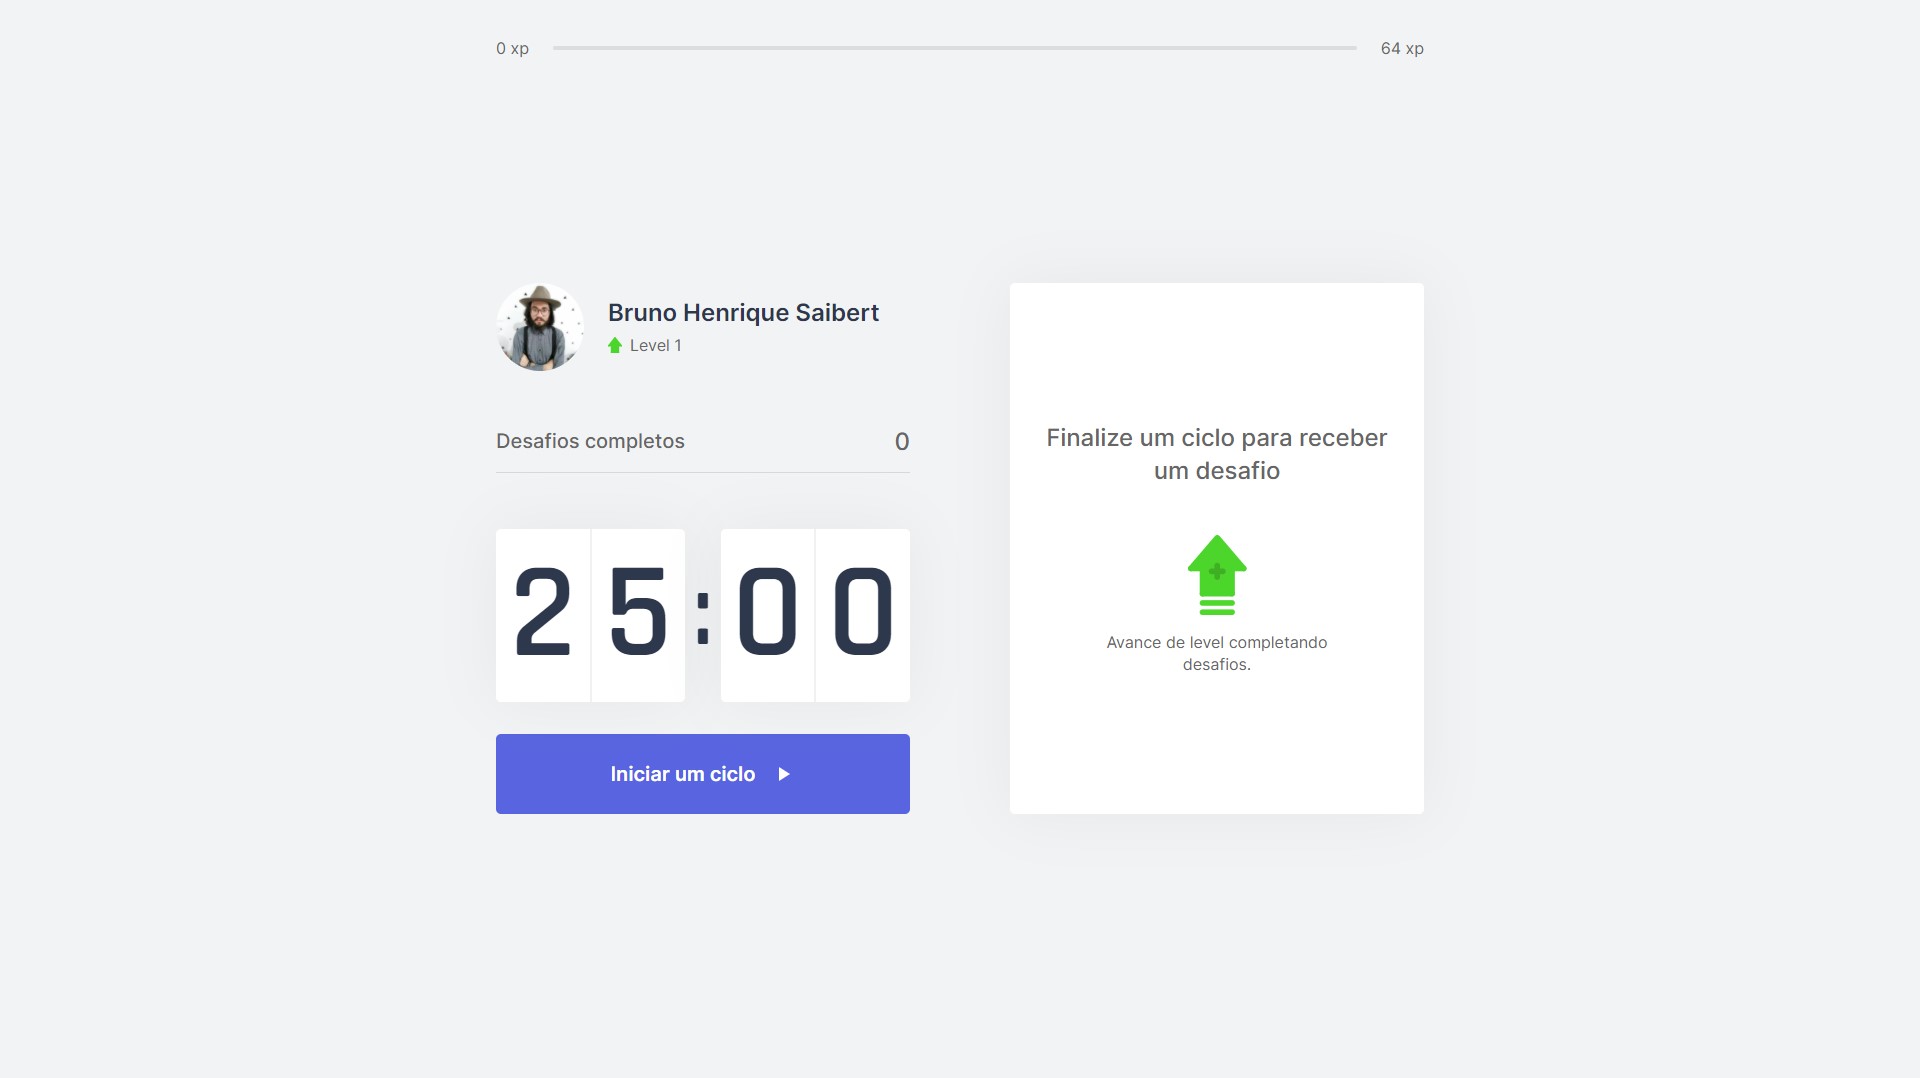 0 xp
64 xp
Bruno Henrique Saibert
Level 1
Desafios completos
0
25:00
Iniciar um ciclo
Finalize um ciclo para receber
um desafio
Avance de level completando
desafios.